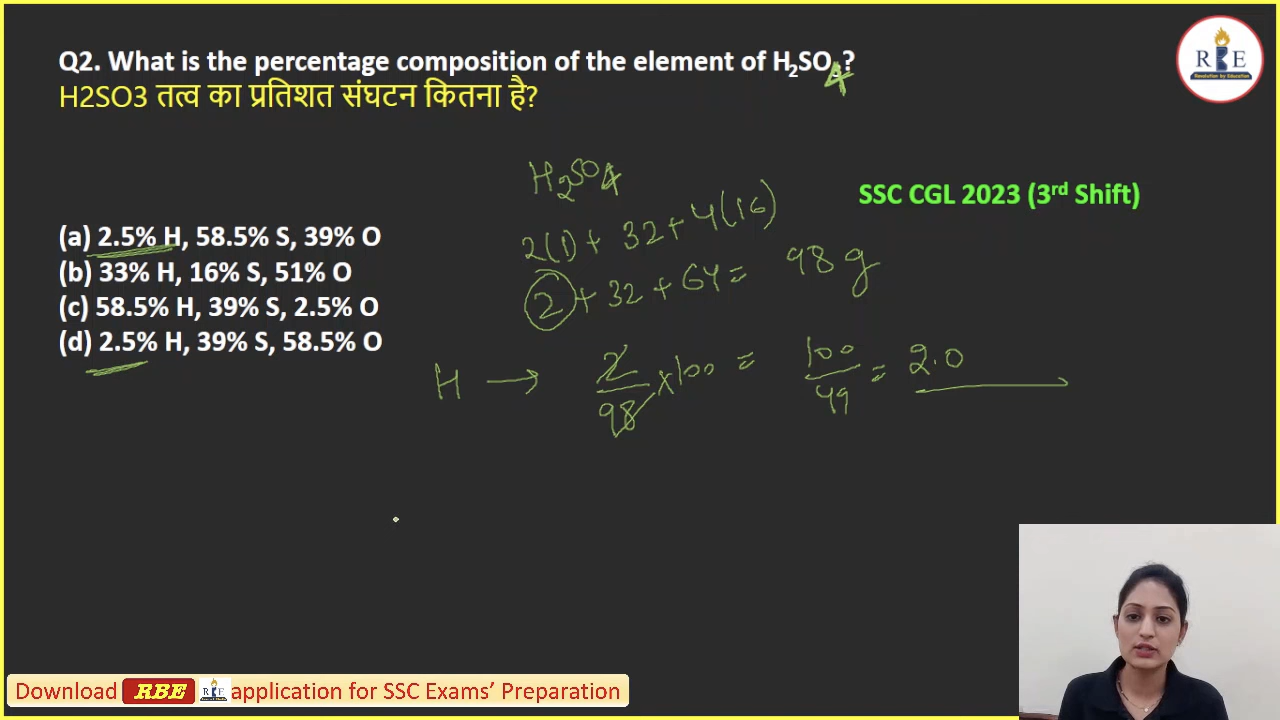 Q2. What is the percentage composition of the element of H₂SO₄?
H2SO3 तत्व का प्रतिशत संघटन कितना है?
RBE
Revolution by Education
SSC CGL 2023 (3rd Shift)
(a) 2.5% H, 58.5% S, 39% O
(b) 33% H, 16% S, 51% O
(c) 58.5% H, 39% S, 2.5% O
(d) 2.5% H, 39% S, 58.5% O
H₂SO₄
2(1) + 32 + 4(16)
2 + 32 + 64 = 98 g
H → 2/98 × 100 = 100/49 = 2.0
Download RBE application for SSC Exams’ Preparation